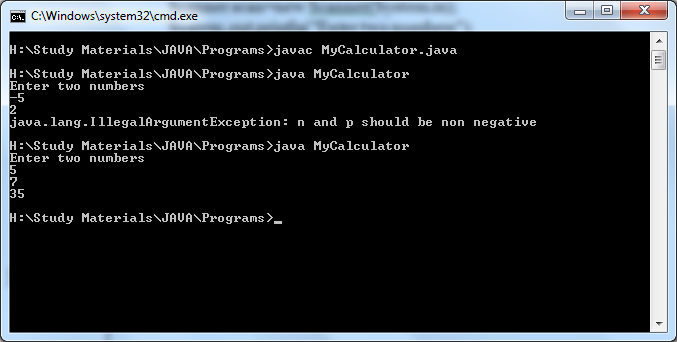 C:\Windows\system32\cmd.exe
H:\Study Materials\JAVA\Programs>javac MyCalculator.java
H:\Study Materials\JAVA\Programs>java MyCalculator
Enter two numbers
-5
2
java.lang.IllegalArgumentException: n and p should be non negative
H:\Study Materials\JAVA\Programs>java MyCalculator
Enter two numbers
5
7
35
H:\Study Materials\JAVA\Programs>_